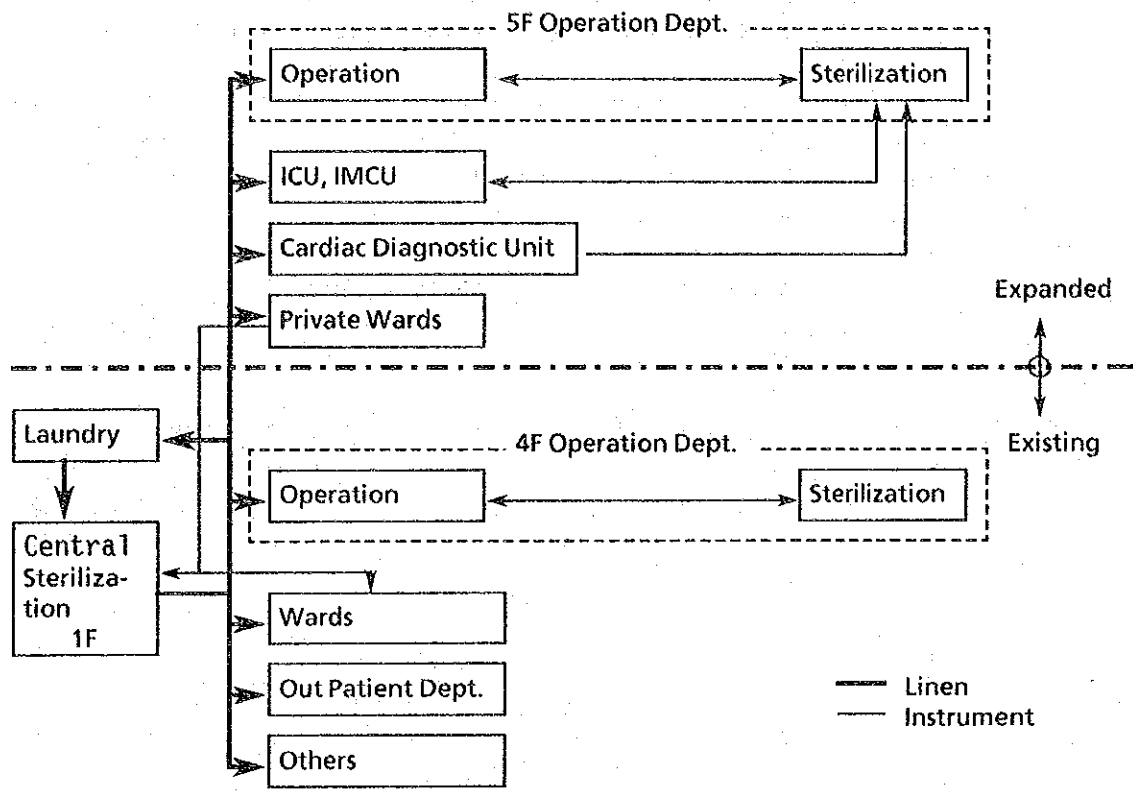 5F Operation Dept.
Operation
Sterilization
ICU, IMCU
Cardiac Diagnostic Unit
Private Wards
Expanded
Existing
Laundry
4F Operation Dept.
Operation
Sterilization
Central
Steriliza-
tion
1F
Wards
Out Patient Dept.
Others
Linen
Instrument